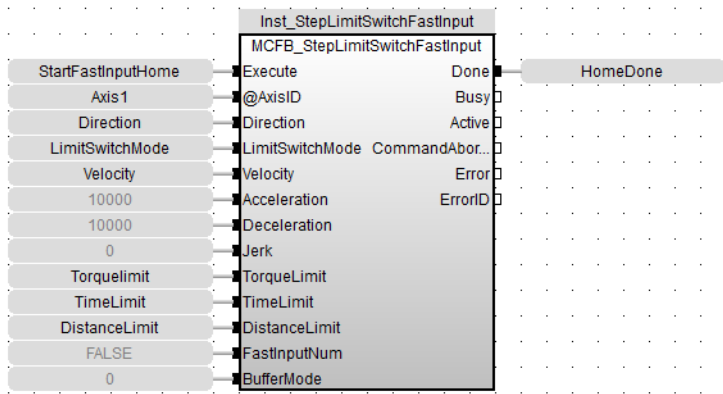 Inst_StepLimitSwitchFastInput
MCFB_StepLimitSwitchFastInput
StartFastInputHome Execute Done HomeDone
Axis1 @AxisID Busy
Direction Direction Active
LimitSwitchMode LimitSwitchMode CommandAbor...
Velocity Velocity Error
10000 Acceleration ErrorID
10000 Deceleration
0 Jerk
Torquelimit TorqueLimit
TimeLimit TimeLimit
DistanceLimit DistanceLimit
FALSE FastInputNum
0 BufferMode